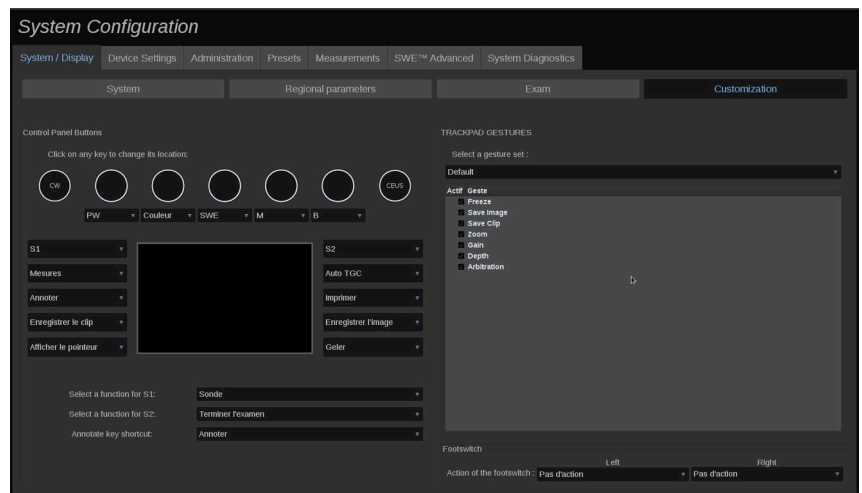 System Configuration
System / Display Device Settings Administration Presets Measurements SWE™ Advanced System Diagnostics
System Regional parameters Exam Customization
Control Panel Buttons
Click on any key to change its location:
CW CEUS
PW Couleur SWE M B
S1 S2
Mesures Auto TGC
Annoter Imprimer
Enregistrer le clip Enregistrer l'image
Afficher le pointeur Geler
Select a function for S1: Sonde
Select a function for S2: Terminer l'examen
Annotate key shortcut: Annoter
TRACKPAD GESTURES
Select a gesture set :
Default
Actif Geste
Freeze
Save Image
Save Clip
Zoom
Gain
Depth
Arbitration
Footswitch
Left Right
Action of the footswitch : Pas d'action Pas d'action